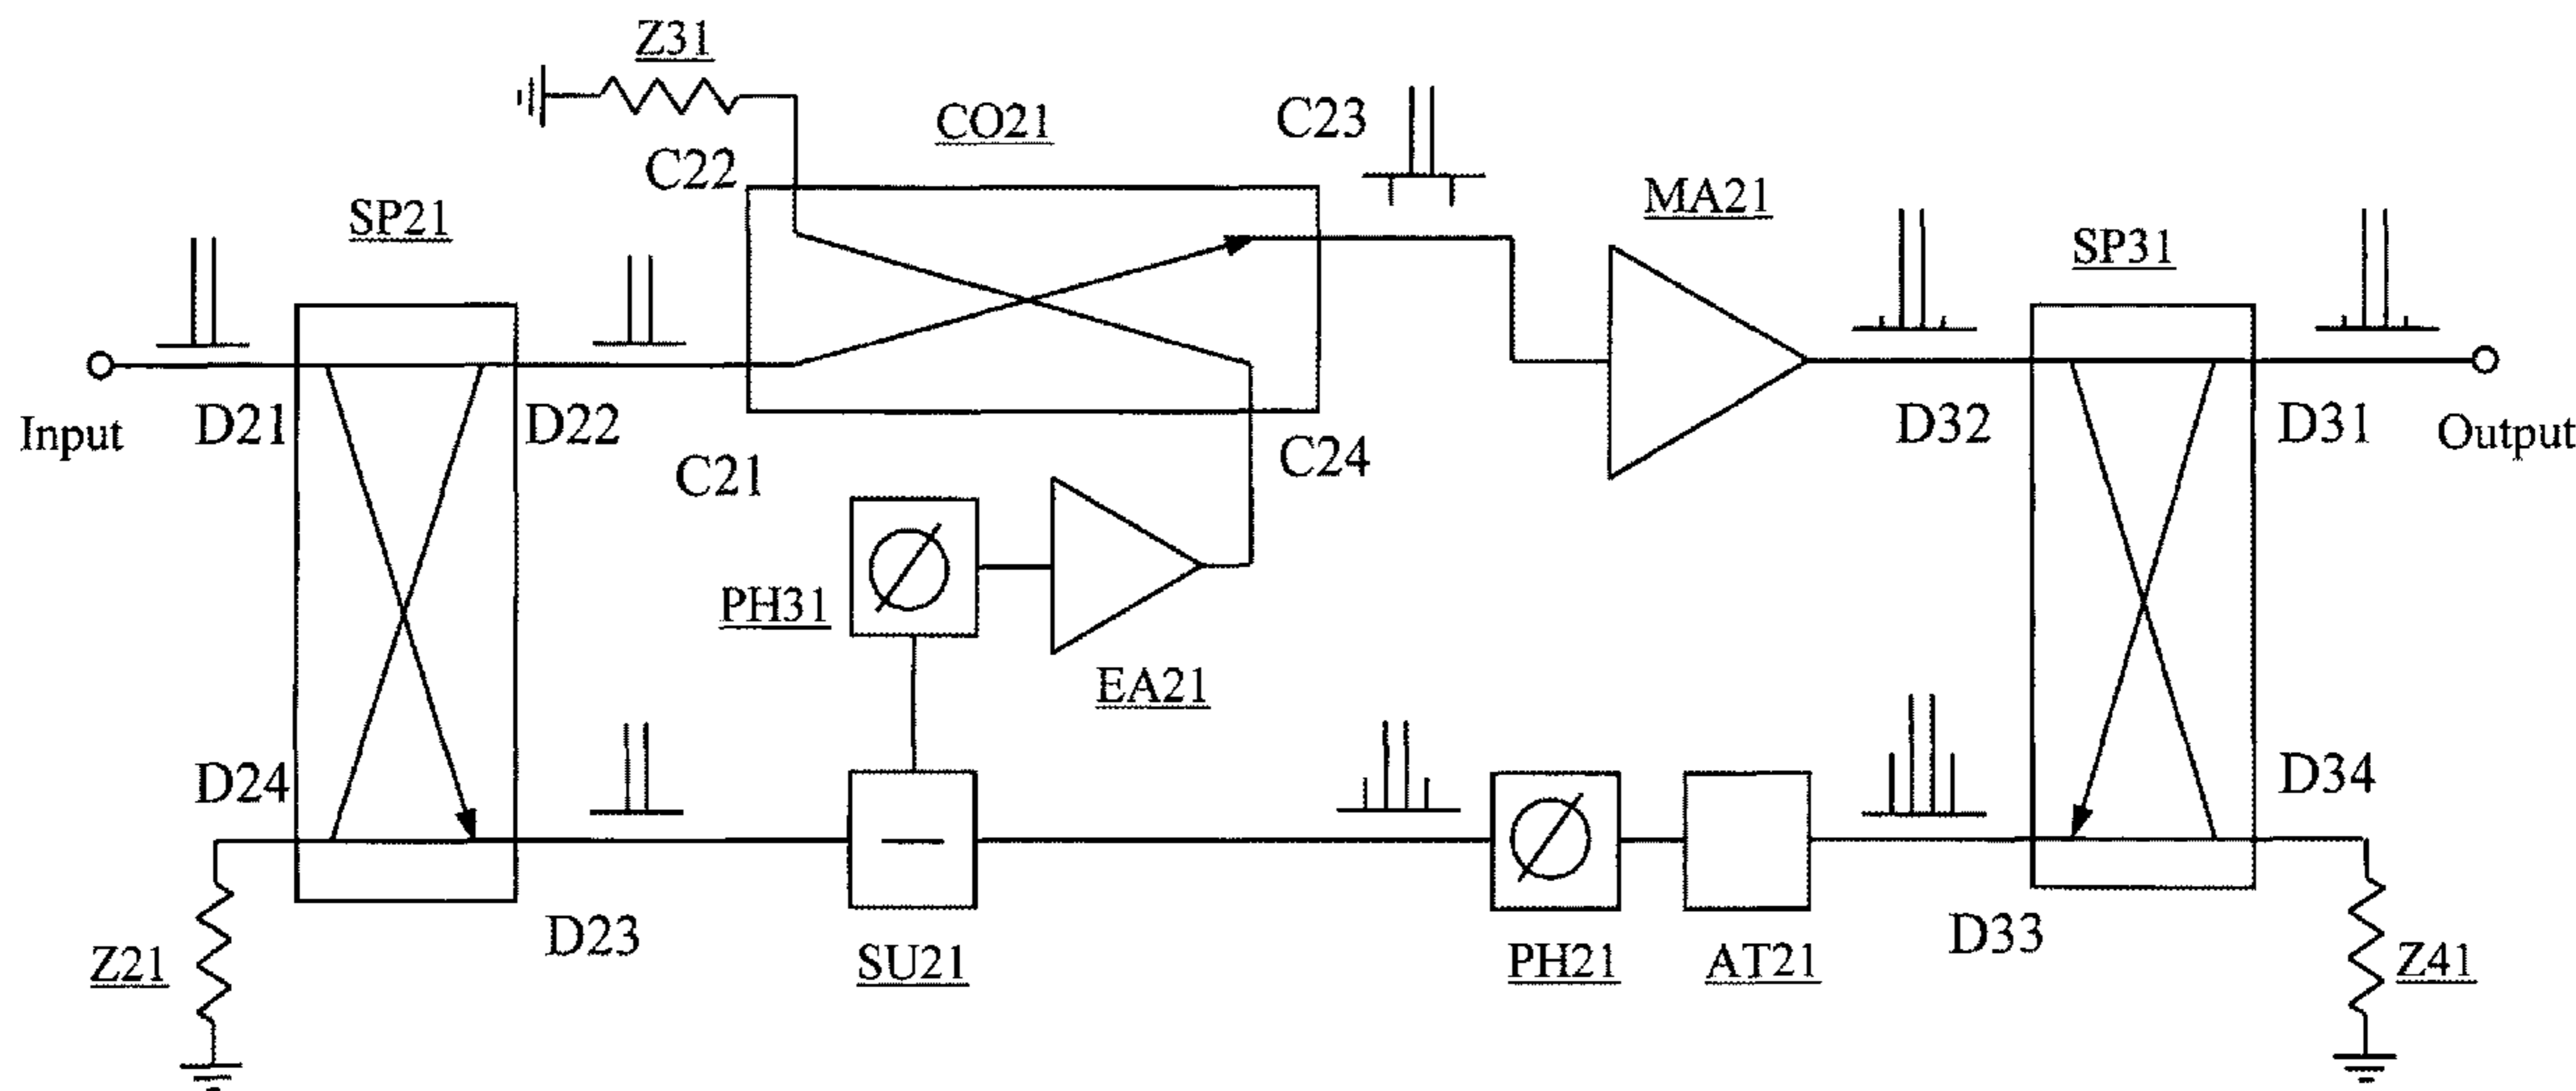 Z31
CO21
C23
C22
MA21
SP21
SP31
Input
D21
D22
C21
C24
D32
D31
Output
PH31
EA21
D24
D34
D23
D33
Z21
SU21
PH21
AT21
Z41